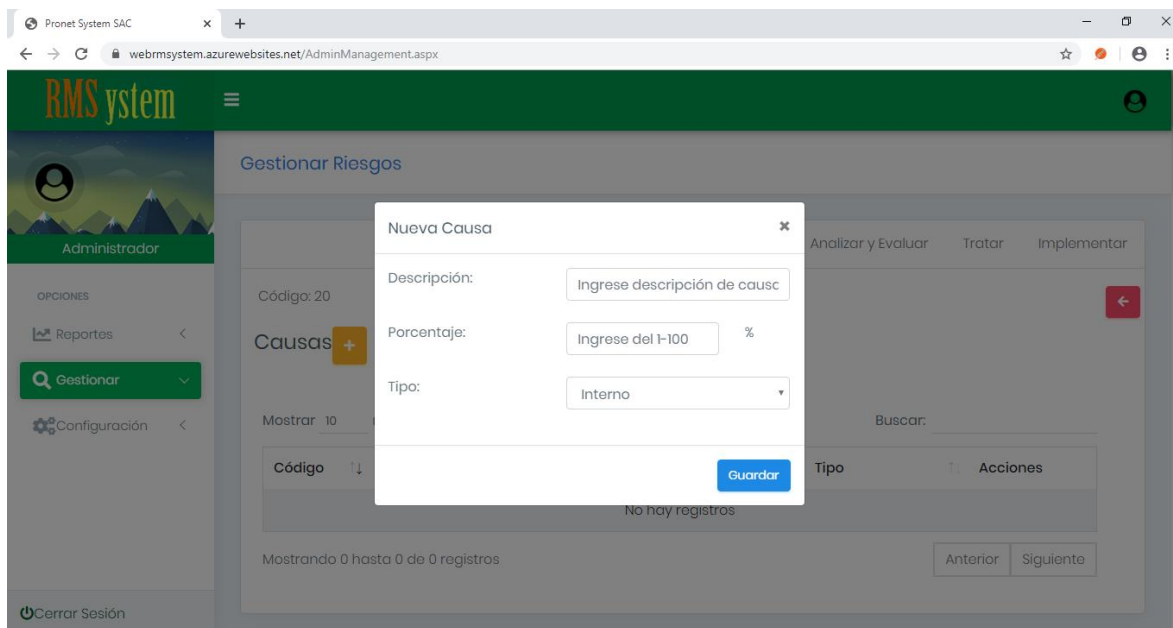 Pronet System SAC
webrmsystem.azurewebsites.net/AdminManagement.aspx
RMSystem
Gestionar Riesgos
Administrador
Analizar y Evaluar Tratar Implementar
OPCIONES
Reportes
Gestionar
Configuración
Cerrar Sesión
Código: 20
Causas +
Mostrar 10
Buscar:
Nueva Causa
Descripción: Ingrese descripción de causa
Porcentaje: Ingrese del 1-100 %
Tipo: Interno
Guardar
Código Tipo Acciones
No hay registros
Mostrando 0 hasta 0 de 0 registros
Anterior Siguiente